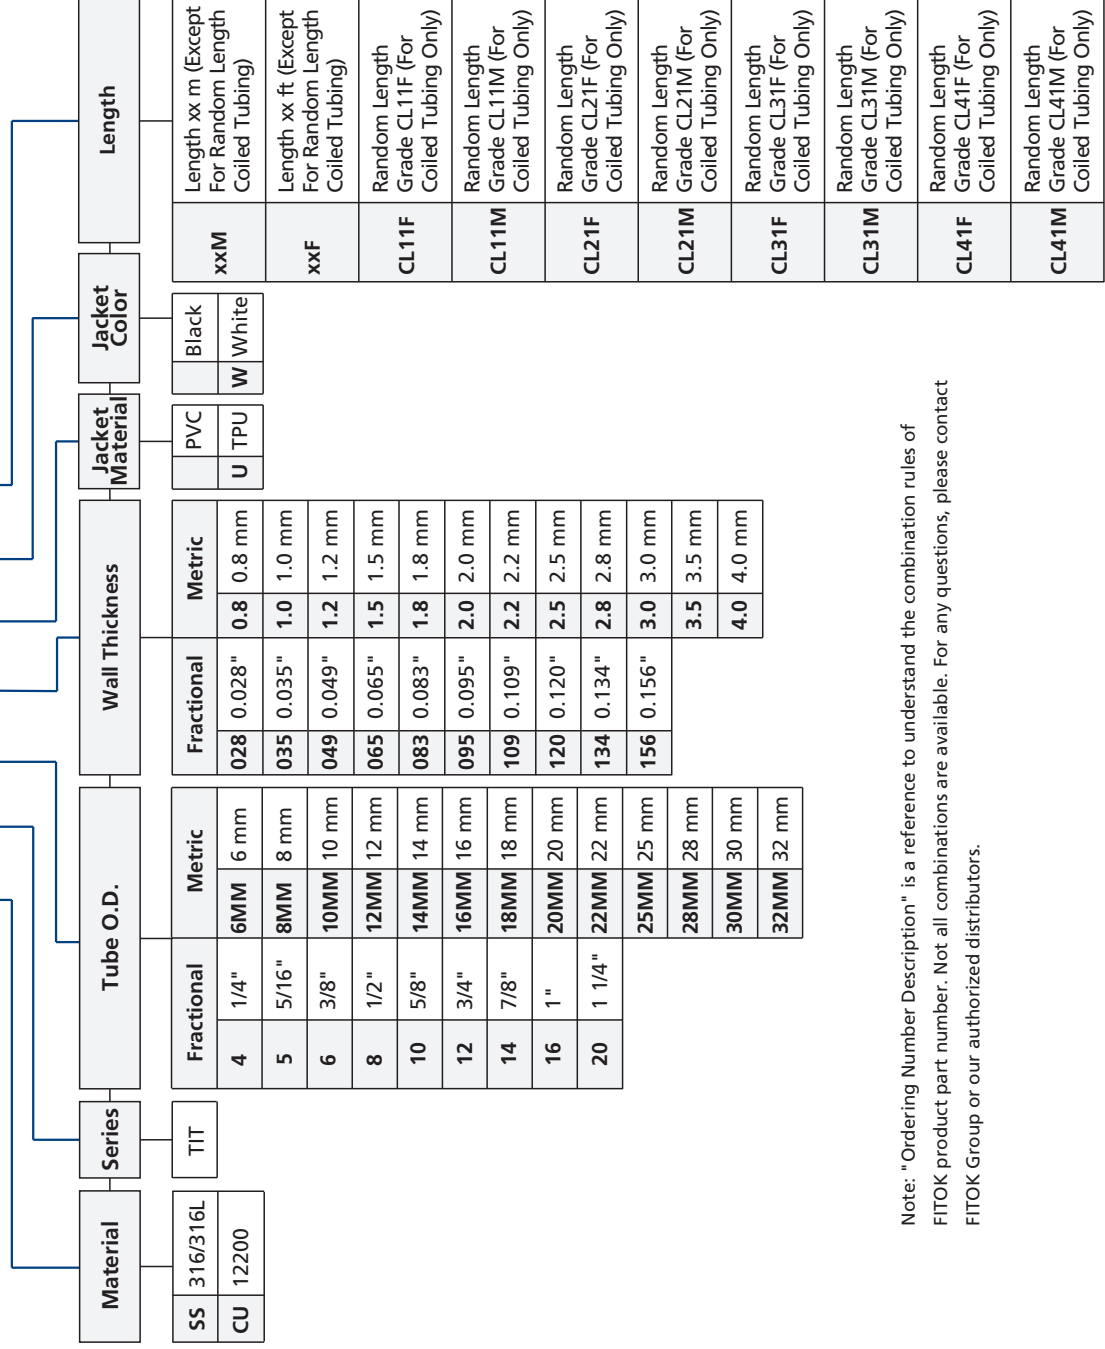 Material
SS 316/316L
CU 12200
Series
TIT
Tube O.D.
Fractional Metric
4 1/4" 6MM 6 mm
5 5/16" 8MM 8 mm
6 3/8" 10MM 10 mm
8 1/2" 12MM 12 mm
10 5/8" 14MM 14 mm
12 3/4" 16MM 16 mm
14 7/8" 18MM 18 mm
16 1" 20MM 20 mm
20 1 1/4" 22MM 22 mm
25MM 25 mm
28MM 28 mm
30MM 30 mm
32MM 32 mm
Wall Thickness
Fractional Metric
028 0.028" 0.8 0.8 mm
035 0.035" 1.0 1.0 mm
049 0.049" 1.2 1.2 mm
065 0.065" 1.5 1.5 mm
083 0.083" 1.8 1.8 mm
095 0.095" 2.0 2.0 mm
109 0.109" 2.2 2.2 mm
120 0.120" 2.5 2.5 mm
134 0.134" 2.8 2.8 mm
156 0.156" 3.0 3.0 mm
3.5 3.5 mm
4.0 4.0 mm
Jacket
Material
PVC
U TPU
Jacket
Color
Black
W White
Length
xxM
Length xx m (Except
For Random Length
Coiled Tubing)
xxF
Length xx ft (Except
For Random Length
Coiled Tubing)
CL11F
Random Length
Grade CL11F (For
Coiled Tubing Only)
CL11M
Random Length
Grade CL11M (For
Coiled Tubing Only)
CL21F
Random Length
Grade CL21F (For
Coiled Tubing Only)
CL21M
Random Length
Grade CL21M (For
Coiled Tubing Only)
CL31F
Random Length
Grade CL31F (For
Coiled Tubing Only)
CL31M
Random Length
Grade CL31M (For
Coiled Tubing Only)
CL41F
Random Length
Grade CL41F (For
Coiled Tubing Only)
CL41M
Random Length
Grade CL41M (For
Coiled Tubing Only)
Note: "Ordering Number Description" is a reference to understand the combination rules of
FITOK product part number. Not all combinations are available. For any questions, please contact
FITOK Group or our authorized distributors.